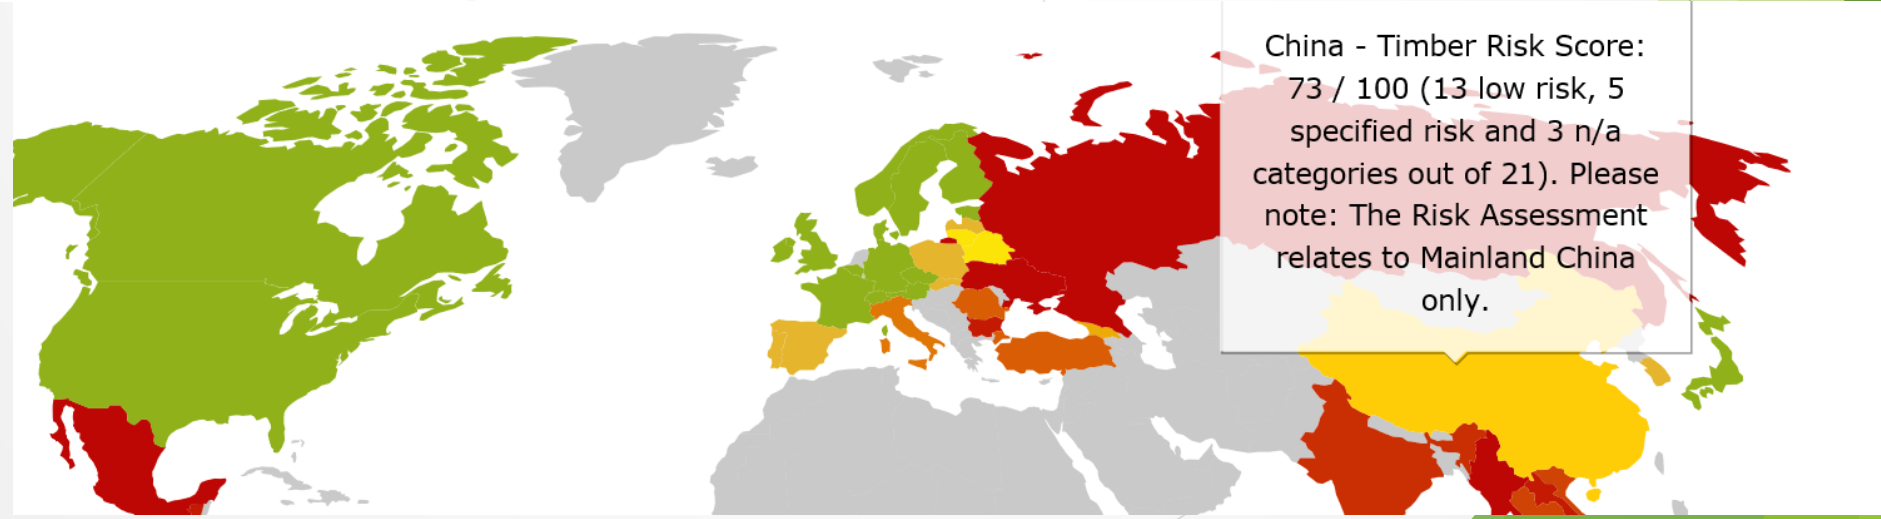 China - Timber Risk Score:
73 / 100 (13 low risk, 5
specified risk and 3 n/a
categories out of 21). Please
note: The Risk Assessment
relates to Mainland China
only.